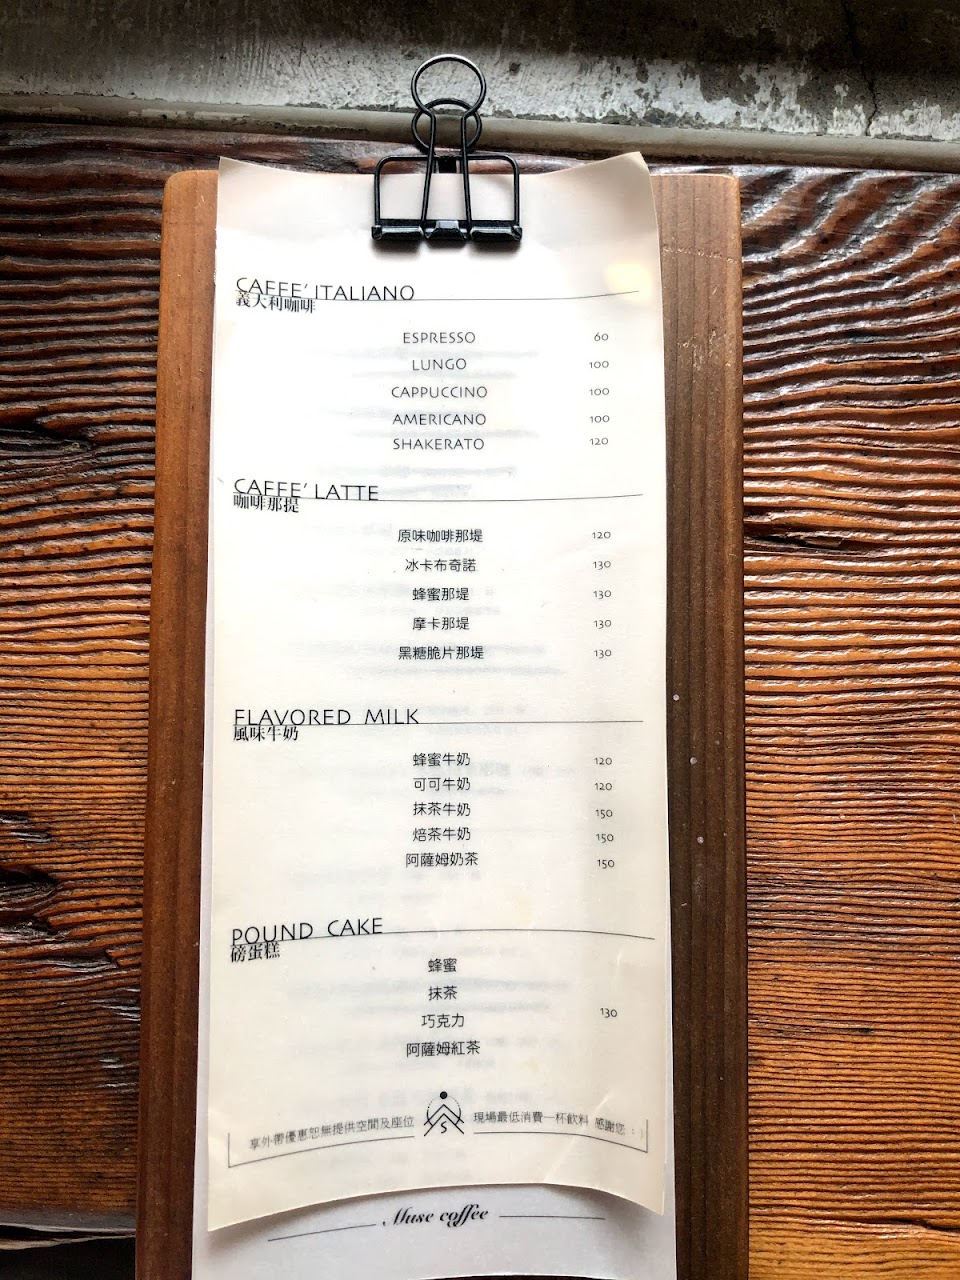 CAFFE' ITALIANO
義大利咖啡
ESPRESSO 60
LUNGO 100
CAPPUCCINO 100
AMERICANO 100
SHAKERATO 120
CAFFE' LATTE
咖啡那提
原味咖啡那堤 120
冰卡布奇諾 130
蜂蜜那堤 130
摩卡那堤 130
黑糖脆片那堤 130
FLAVORED MILK
風味牛奶
蜂蜜牛奶 120
可可牛奶 120
抹茶牛奶 150
焙茶牛奶 150
阿薩姆奶茶 150
POUND CAKE
磅蛋糕
蜂蜜
抹茶
巧克力 130
阿薩姆紅茶
享外帶優惠恕無提供空間及座位 S 現場最低消費一杯飲料 感謝您 : )
Muse coffee